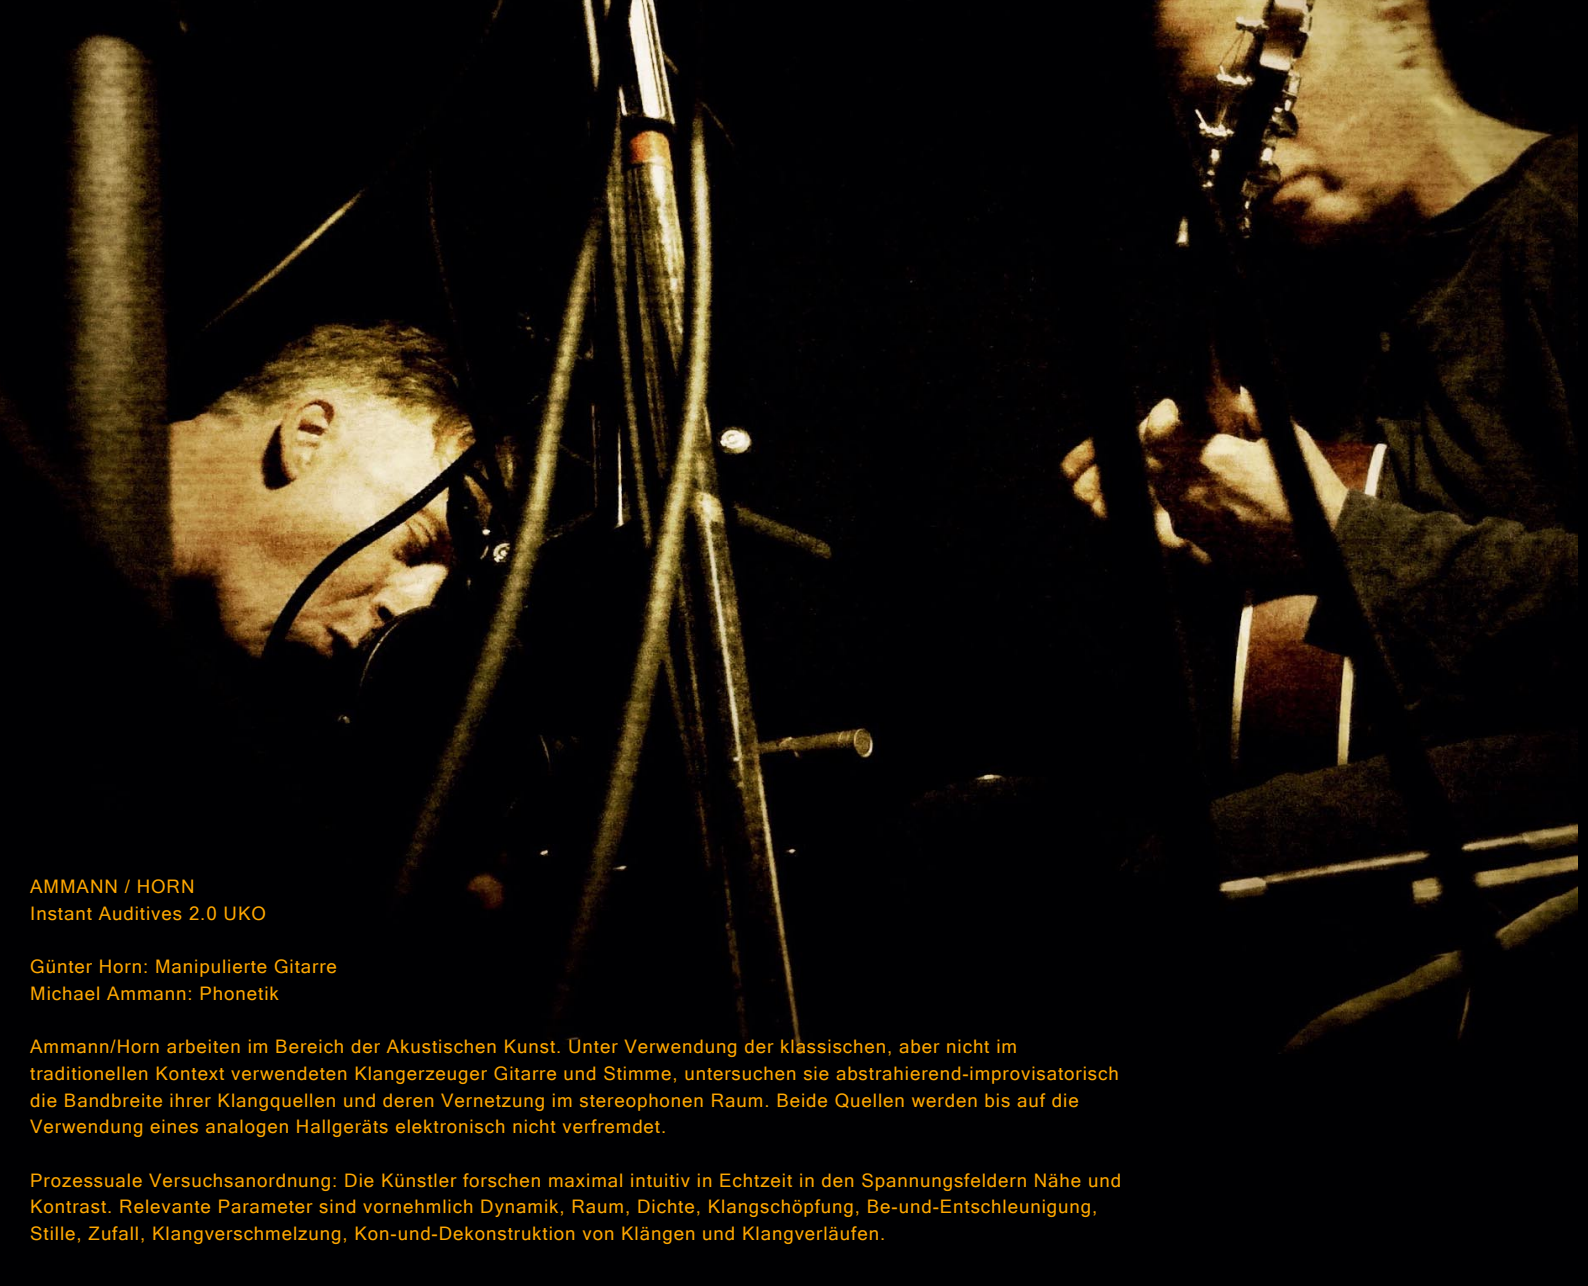 AMMANN / HORN
Instant Auditives 2.0 UKO
Günter Horn: Manipulierte Gitarre
Michael Ammann: Phonetik
Ammann/Horn arbeiten im Bereich der Akustischen Kunst. Unter Verwendung der klassischen, aber nicht im
traditionellen Kontext verwendeten Klangerzeuger Gitarre und Stimme, untersuchen sie abstrahierend-improvisatorisch
die Bandbreite ihrer Klangquellen und deren Vernetzung im stereophonen Raum. Beide Quellen werden bis auf die
Verwendung eines analogen Hallgeräts elektronisch nicht verfremdet.
Prozessuale Versuchsanordnung: Die Künstler forschen maximal intuitiv in Echtzeit in den Spannungsfeldern Nähe und
Kontrast. Relevante Parameter sind vornehmlich Dynamik, Raum, Dichte, Klangschöpfung, Be-und-Entschleunigung,
Stille, Zufall, Klangverschmelzung, Kon-und-Dekonstruktion von Klängen und Klangverläufen.